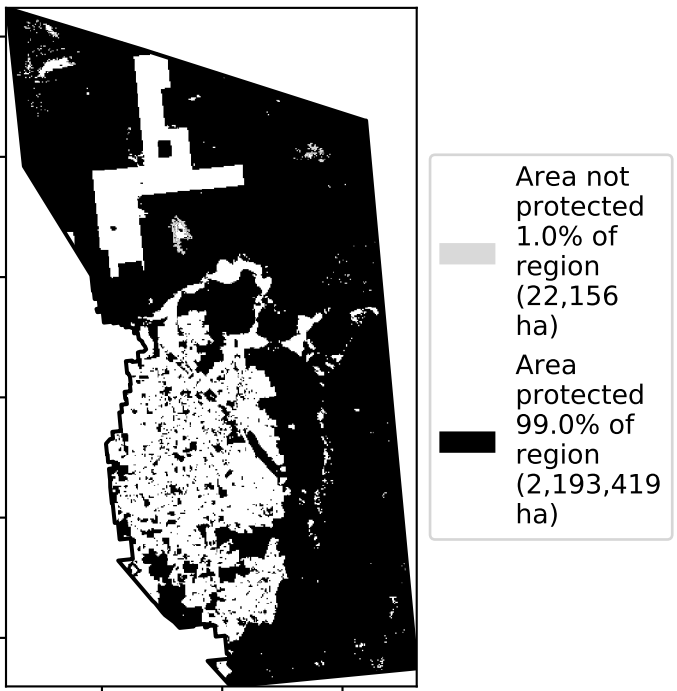 Area not
protected
1.0% of
region
(22,156
ha)
Area
protected
99.0% of
region
(2,193,419
ha)